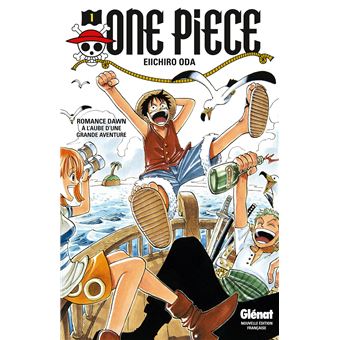 1
ONE PIECE
EIICHIRO ODA
ROMANCE DAWN
À L'AUBE D'UNE
GRANDE AVENTURE
Glénat
NOUVELLE ÉDITION
FRANÇAISE